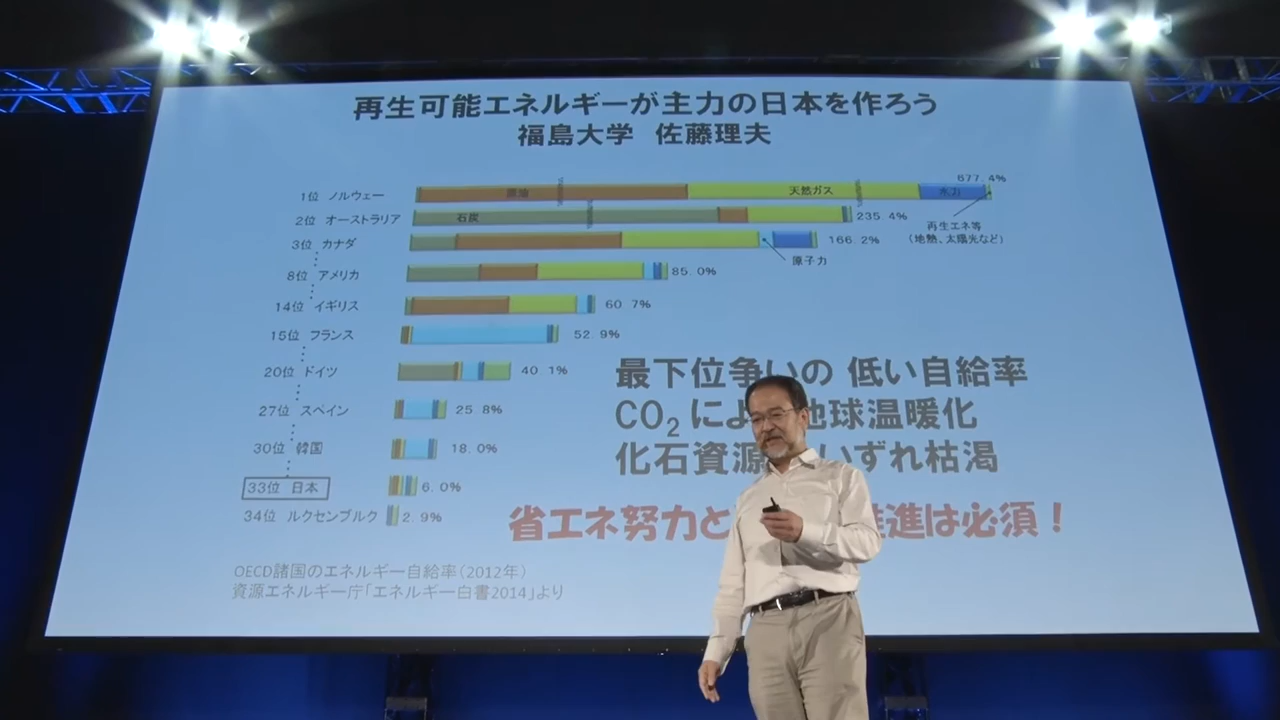 再生可能エネルギーが主力の日本を作ろう
福島大学 佐藤理夫
677.4%
1位 ノルウェー 原油 天然ガス 水力
2位 オーストラリア 石炭 235.4%
再生エネ等
(地熱、太陽光など)
3位 カナダ 166.2%
原子力
8位 アメリカ 85.0%
14位 イギリス 60.7%
15位 フランス 52.9%
20位 ドイツ 40.1%
27位 スペイン 25.8%
30位 韓国 18.0%
33位 日本 6.0%
34位 ルクセンブルク 2.9%
最下位争いの 低い自給率
CO2による地球温暖化
化石資源 いずれ枯渇
省エネ努力と 推進は必須!
OECD諸国のエネルギー自給率(2012年)
資源エネルギー庁「エネルギー白書2014」より